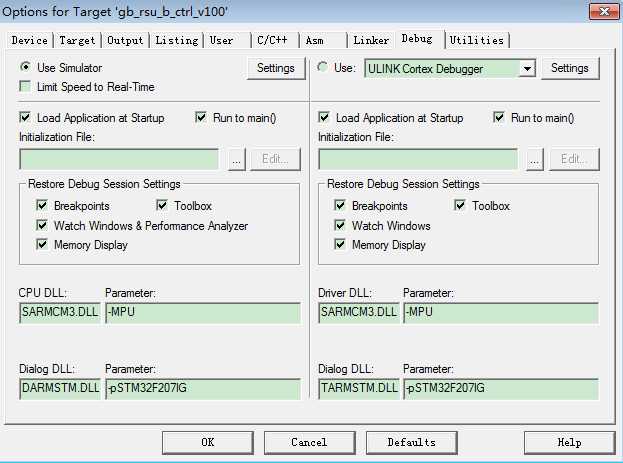 Options for Target 'gb_rsu_b_ctrl_v100'
Device Target Output Listing User C/C++ Asm Linker Debug Utilities
Use Simulator Settings
Limit Speed to Real-Time
Use: ULINK Cortex Debugger Settings
Load Application at Startup Run to main()
Initialization File:
... Edit...
Load Application at Startup Run to main()
Initialization File:
... Edit...
Restore Debug Session Settings
Breakpoints Toolbox
Watch Windows & Performance Analyzer
Memory Display
Restore Debug Session Settings
Breakpoints Toolbox
Watch Windows
Memory Display
CPU DLL: Parameter:
SARMCM3.DLL -MPU
Driver DLL: Parameter:
SARMCM3.DLL -MPU
Dialog DLL: Parameter:
DARMSTM.DLL -pSTM32F207IG
Dialog DLL: Parameter:
TARMSTM.DLL -pSTM32F207IG
OK Cancel Defaults Help